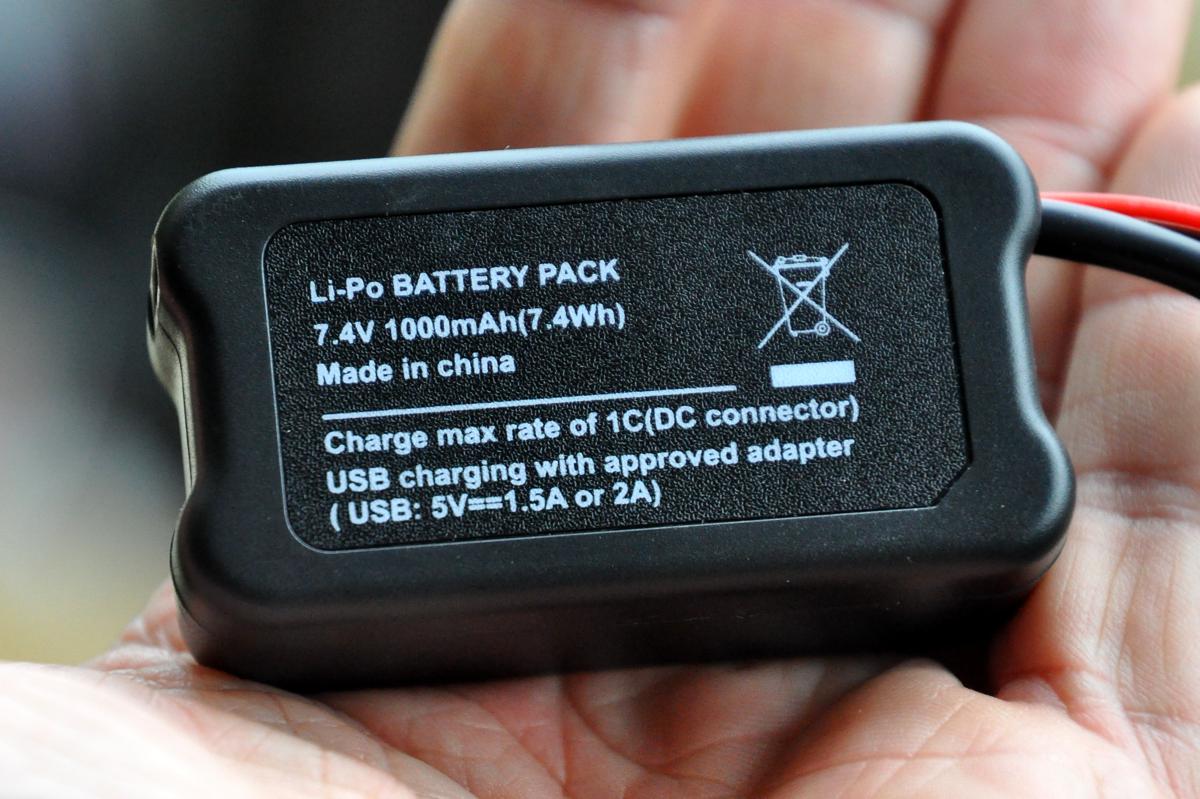 Li-Po BATTERY PACK
7.4V 1000mAh(7.4Wh)
Made in china
Charge max rate of 1C(DC connector)
USB charging with approved adapter
( USB: 5V==1.5A or 2A)